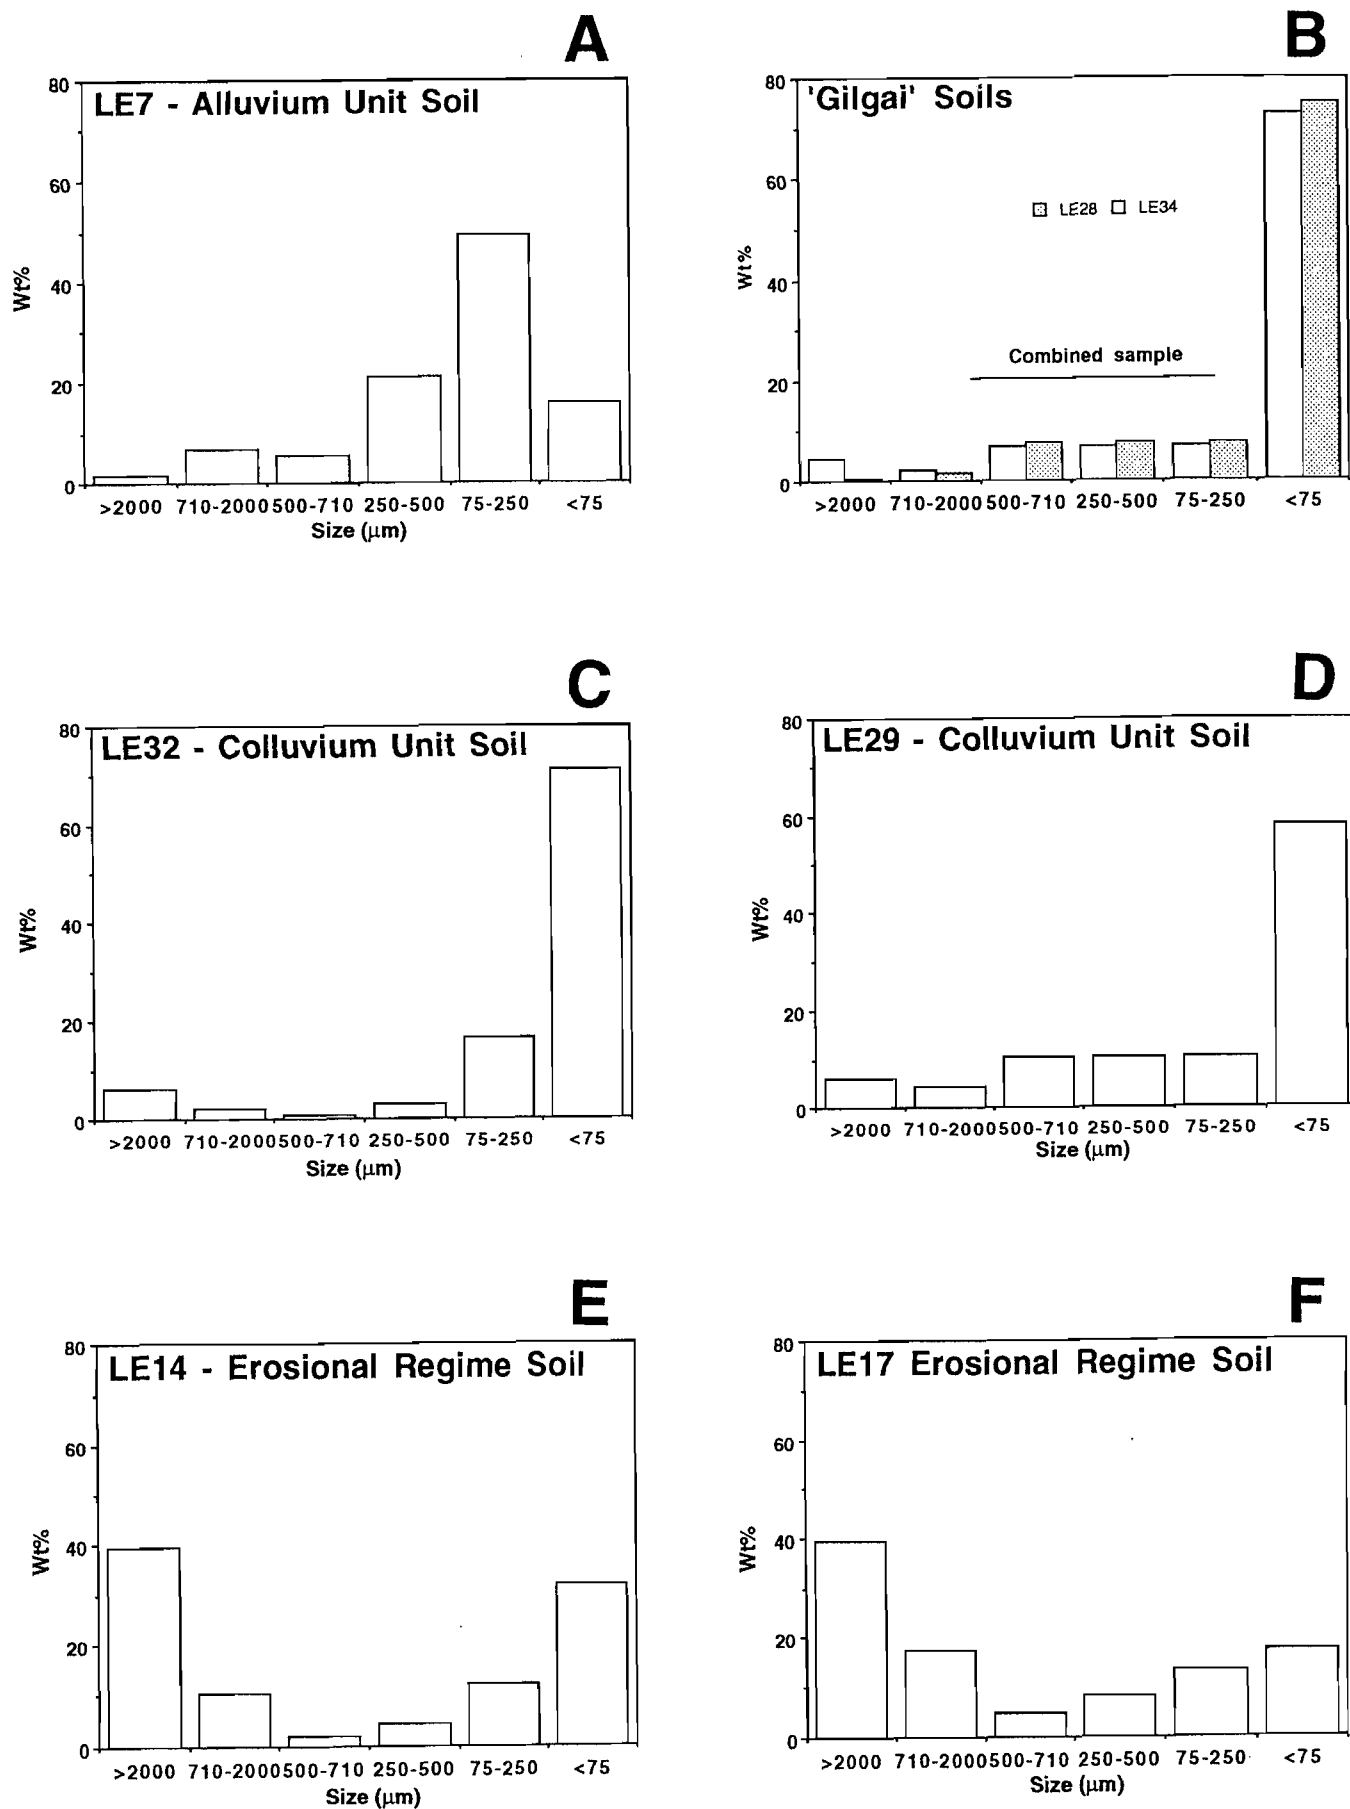 A
LE7 - Alluvium Unit Soil
Wt%
80
60
40
20
0
>2000 710-2000 500-710 250-500 75-250 <75
Size (µm)
B
'Gilgai' Soils
Wt%
80
60
40
20
0
LE28 LE34
Combined sample
>2000 710-2000 500-710 250-500 75-250 <75
C
LE32 - Colluvium Unit Soil
Wt%
80
60
40
20
0
>2000 710-2000 500-710 250-500 75-250 <75
Size (µm)
D
LE29 - Colluvium Unit Soil
Wt%
80
60
40
20
0
>2000 710-2000 500-710 250-500 75-250 <75
Size (µm)
E
LE14 - Erosional Regime Soil
Wt%
80
60
40
20
0
>2000 710-2000 500-710 250-500 75-250 <75
Size (µm)
F
LE17 Erosional Regime Soil
Wt%
80
60
40
20
0
>2000 710-2000 500-710 250-500 75-250 <75
Size (µm)